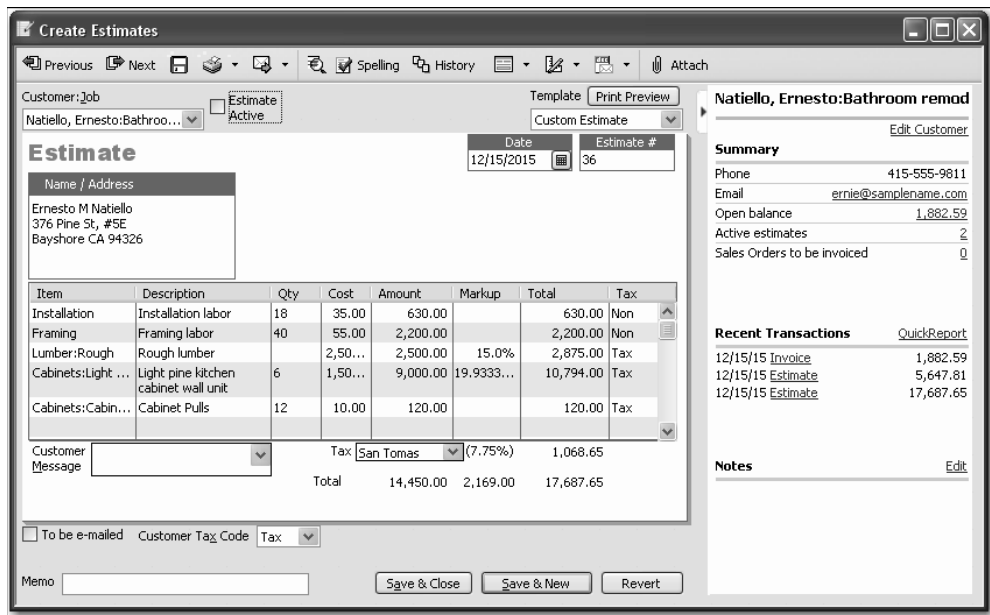 Create Estimates
Previous Next Spelling History Attach
Customer:Job
Natiello, Ernesto:Bathroo...
Estimate
Active
Template Print Preview
Custom Estimate
Estimate
Date Estimate #
12/15/2015 36
Name / Address
Ernesto M Natiello
376 Pine St, #5E
Bayshore CA 94326
Item Description Qty Cost Amount Markup Total Tax
Installation Installation labor 18 35.00 630.00 630.00 Non
Framing Framing labor 40 55.00 2,200.00 2,200.00 Non
Lumber:Rough Rough lumber 2,50... 2,500.00 15.0% 2,875.00 Tax
Cabinets:Light ... Light pine kitchen 6 1,50... 9,000.00 19.9333... 10,794.00 Tax
cabinet wall unit
Cabinets:Cabin... Cabinet Pulls 12 10.00 120.00 120.00 Tax
Customer
Message
Tax San Tomas (7.75%) 1,068.65
Total 14,450.00 2,169.00 17,687.65
To be e-mailed Customer Tax Code Tax
Memo
Save & Close Save & New Revert
Natiello, Ernesto:Bathroom remod
Edit Customer
Summary
Phone 415-555-9811
Email ernie@samplename.com
Open balance 1,882.59
Active estimates 2
Sales Orders to be invoiced 0
Recent Transactions QuickReport
12/15/15 Invoice 1,882.59
12/15/15 Estimate 5,647.81
12/15/15 Estimate 17,687.65
Notes Edit